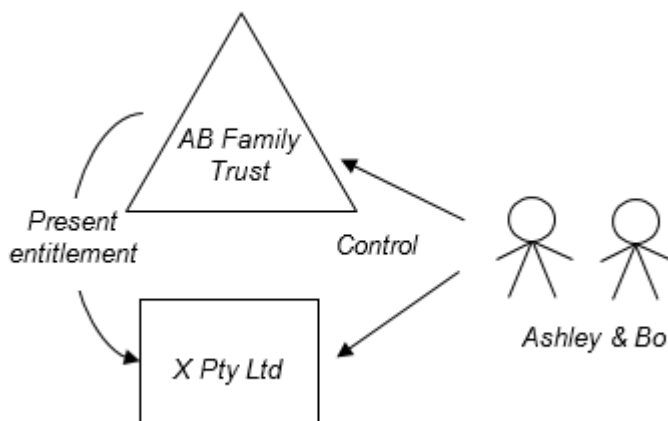 AB Family
Trust
Present
entitlement
Control
X Pty Ltd
Ashley & Bo